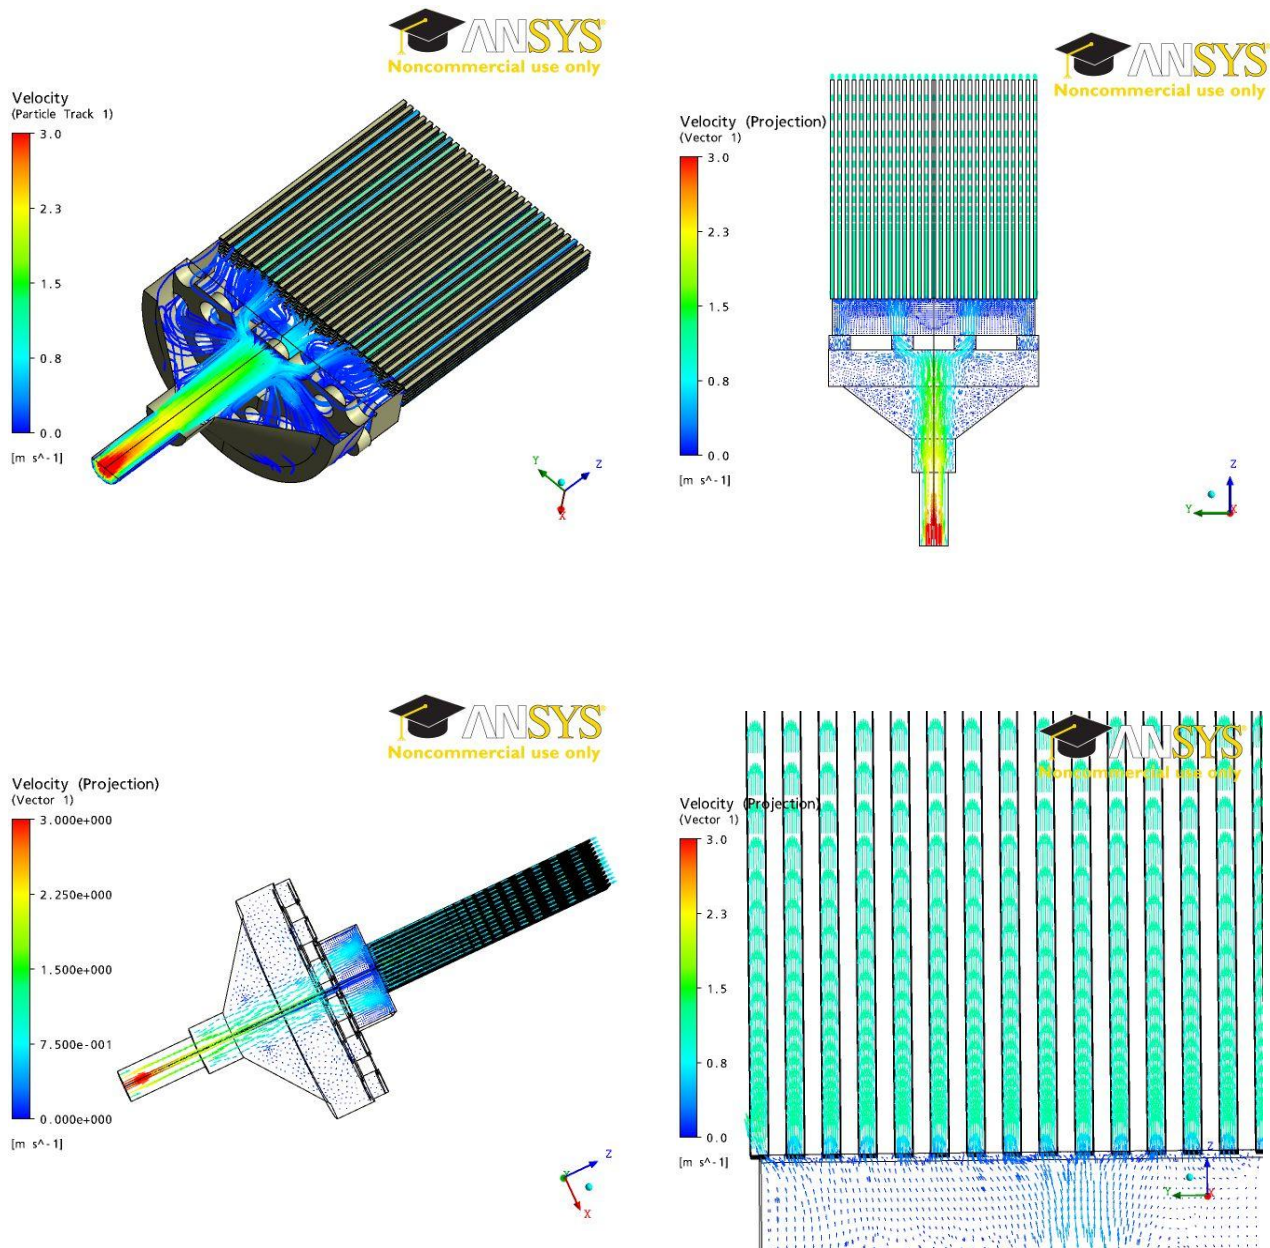 ANSYS
Noncommercial use only
Velocity
(Particle Track 1)
3.0
2.3
1.5
0.8
0.0
[m s^-1]
Y
Z
X
ANSYS
Noncommercial use only
Velocity (Projection)
(Vector 1)
3.0
2.3
1.5
0.8
0.0
[m s^-1]
Z
Y
X
ANSYS
Noncommercial use only
Velocity (Projection)
(Vector 1)
3.000e+000
2.250e+000
1.500e+000
7.500e-001
0.000e+000
[m s^-1]
Z
Y
X
ANSYS
Noncommercial use only
Velocity (Projection)
(Vector 1)
3.0
2.3
1.5
0.8
0.0
[m s^-1]
Z
Y
X